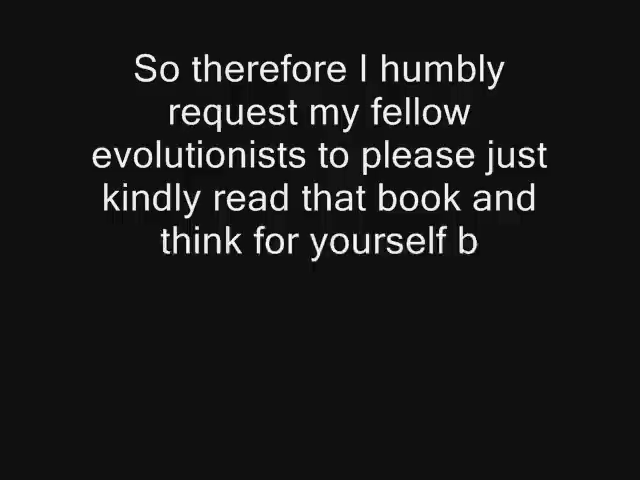 So therefore I humbly
request my fellow
evolutionists to please just
kindly read that book and
think for yourself b